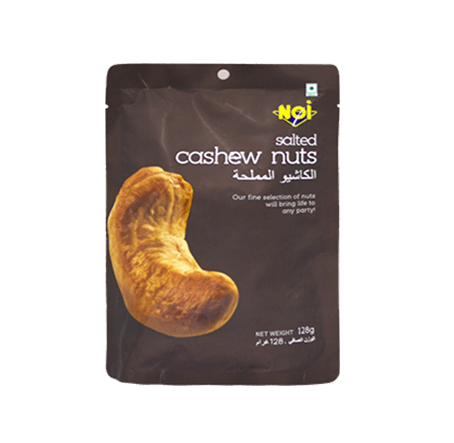 Noi
salted
cashew nuts
الكاشيو المملحة
Our fine selection of nuts
will bring life to
any party!
NET WEIGHT 128g
الوزن الصافي ، 128 غرام